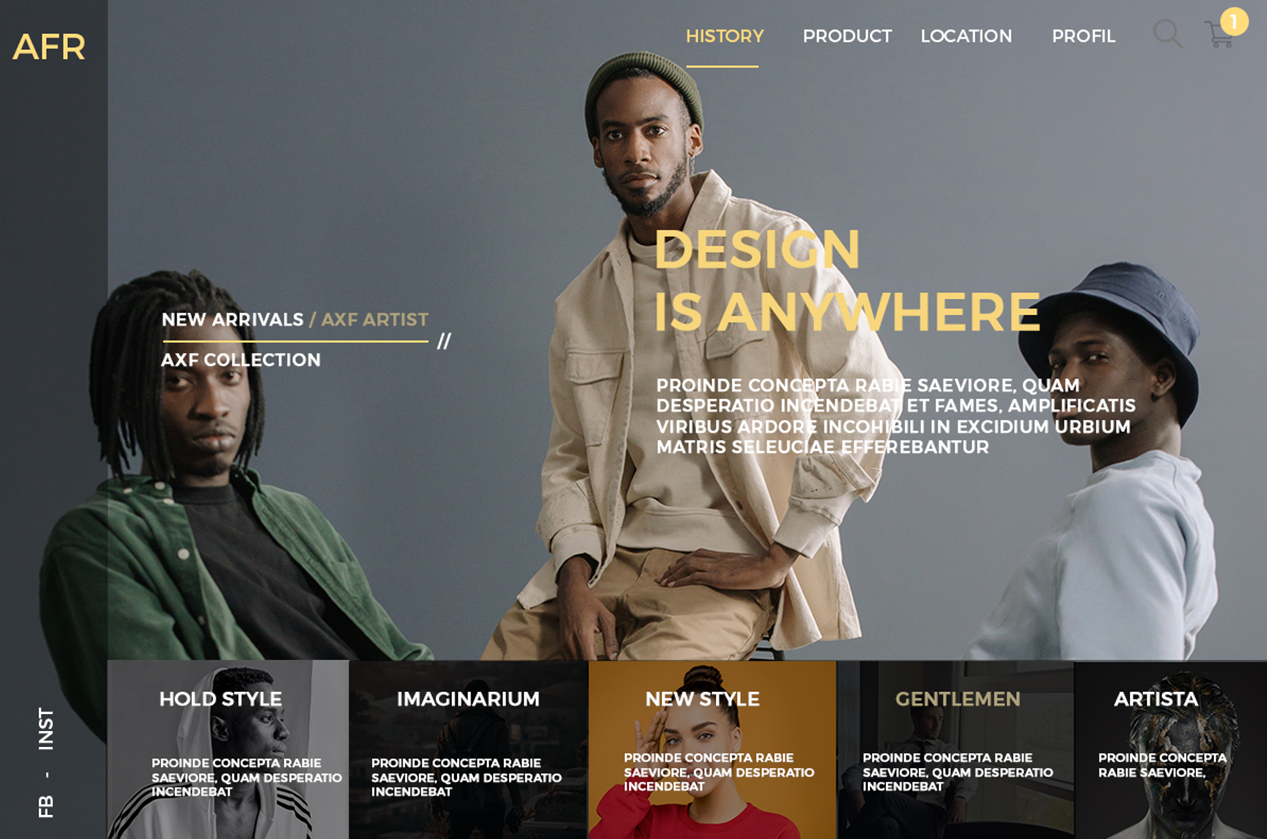 AFR
HISTORY PRODUCT LOCATION PROFIL
1
DESIGN
IS ANYWHERE
NEW ARRIVALS / AXF ARTIST
//
AXF COLLECTION
PROINDE CONCEPTA RABIE SAEVIORE, QUAM
DESPERATIO INCENDEBAT ET FAMES, AMPLIFICATIS
VIRIBUS ARDORE INCOHIBILI IN EXCIDIUM URBIUM
MATRIS SELEUCIAE EFFEREBANTUR
FB - INST
HOLD STYLE
PROINDE CONCEPTA RABIE
SAEVIORE, QUAM DESPERATIO
INCENDEBAT
IMAGINARIUM
PROINDE CONCEPTA RABIE
SAEVIORE, QUAM DESPERATIO
INCENDEBAT
NEW STYLE
PROINDE CONCEPTA RABIE
SAEVIORE, QUAM DESPERATIO
INCENDEBAT
GENTLEMEN
PROINDE CONCEPTA RABIE
SAEVIORE, QUAM DESPERATIO
INCENDEBAT
ARTISTA
PROINDE CONCEPTA
RABIE SAEVIORE,